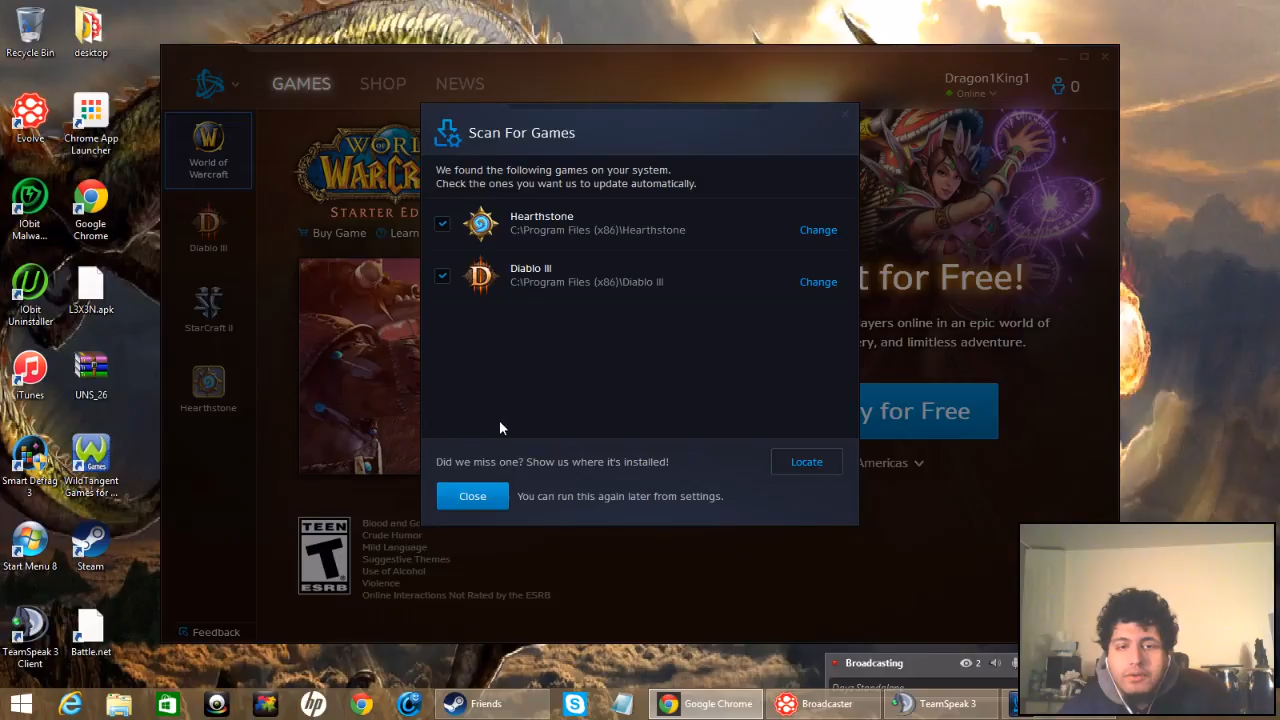 Recycle Bin
desktop
Evolve
Chrome App
Launcher
IObit
Malwa...
Google
Chrome
IObit
Uninstaller
L3X3N.apk
iTunes
UNS_26
Smart Defrag
3
WildTangent
Games for ...
Start Menu 8
Steam
TeamSpeak 3
Client
Battle.net
GAMES
SHOP
NEWS
Dragon1King1
Online
0
World of
Warcraft
Diablo III
StarCraft II
Hearthstone
Feedback
WORL
OF
WARCRAFT
STARTER ED
Buy Game
Learn
Scan For Games
We found the following games on your system.
Check the ones you want us to update automatically.
Hearthstone
C:\Program Files (x86)\Hearthstone
Change
Diablo III
C:\Program Files (x86)\Diablo III
Change
Did we miss one? Show us where it's installed!
Locate
Close
You can run this again later from settings.
t for Free!
ayers online in an epic world of
ry, and limitless adventure.
y for Free
Americas
TEEN
T
ESRB
Blood and Go
Crude Humor
Mild Language
Suggestive Themes
Use of Alcohol
Violence
Online Interactions Not Rated by the ESRB
Broadcasting
2
Dayz Standalone
Friends
Google Chrome
Broadcaster
TeamSpeak 3